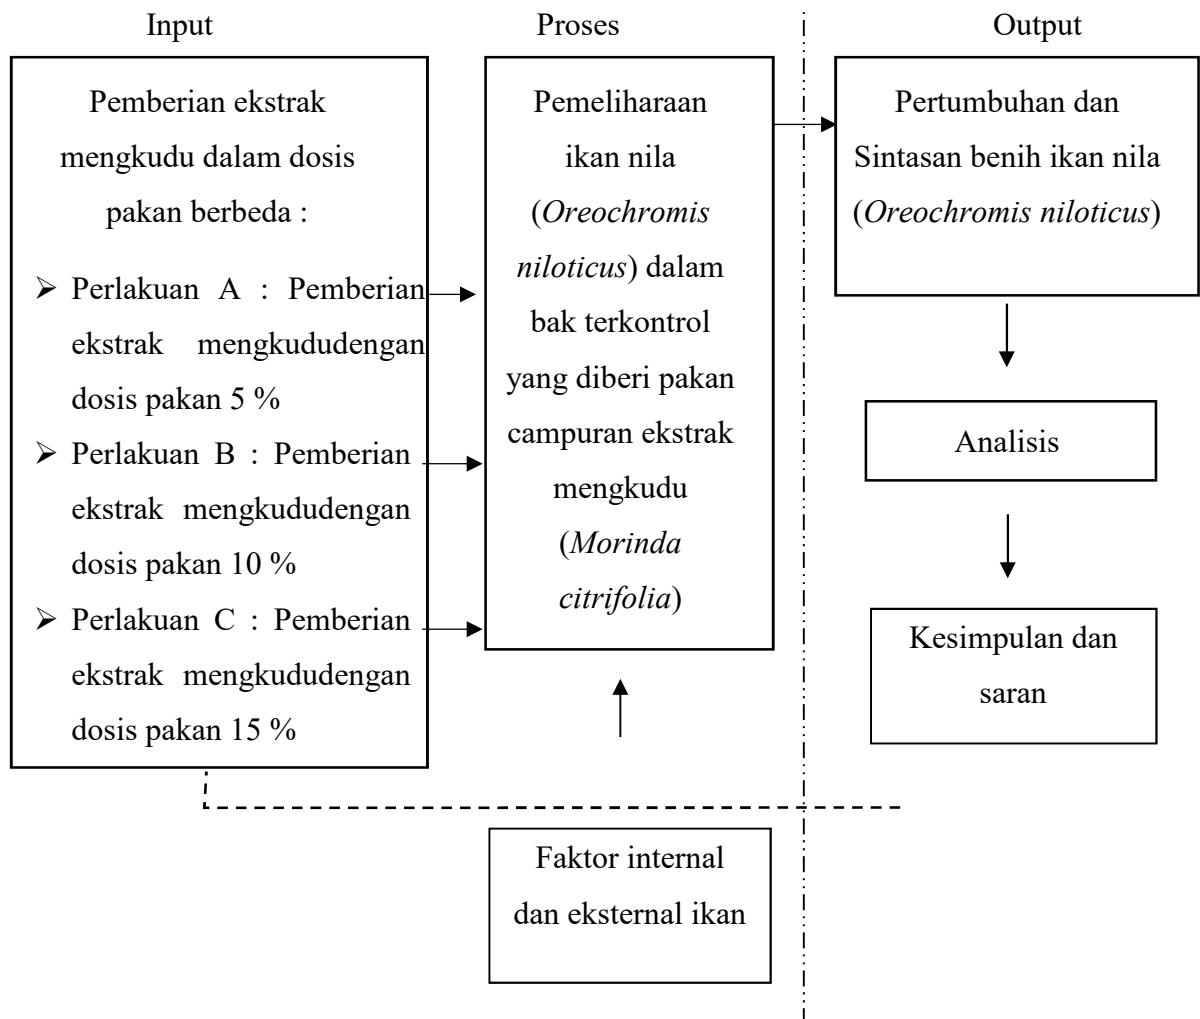 Input
Proses
Output
Pemberian ekstrak
mengkudu dalam dosis
pakan berbeda :
➢ Perlakuan A : Pemberian
ekstrak mengkududengan
dosis pakan 5 %
➢ Perlakuan B : Pemberian
ekstrak mengkududengan
dosis pakan 10 %
➢ Perlakuan C : Pemberian
ekstrak mengkududengan
dosis pakan 15 %
Pemeliharaan
ikan nila
(Oreochromis
niloticus) dalam
bak terkontrol
yang diberi pakan
campuran ekstrak
mengkudu
(Morinda
citrifolia)
Faktor internal
dan eksternal ikan
Pertumbuhan dan
Sintasan benih ikan nila
(Oreochromis niloticus)
Analisis
Kesimpulan dan
saran